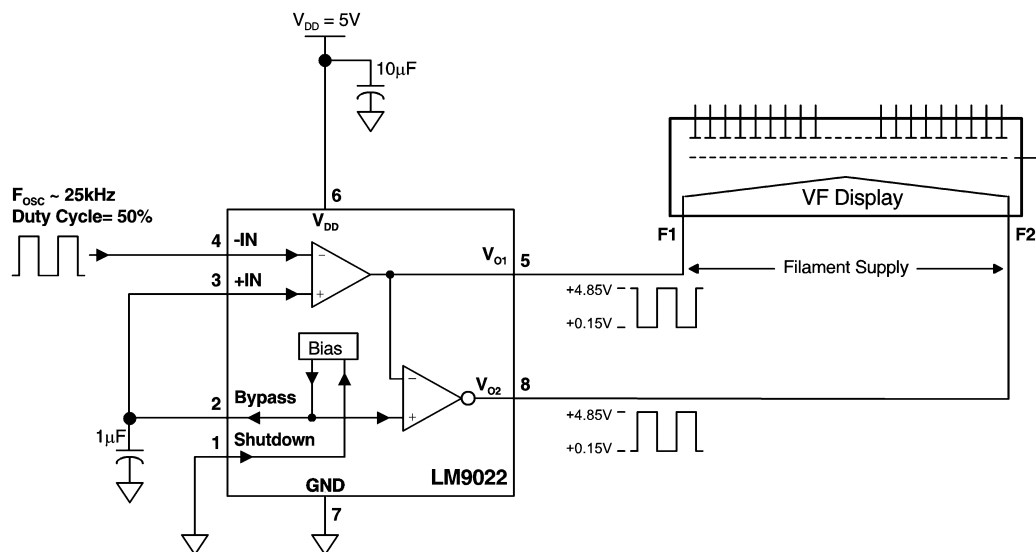 V_DD = 5V
10μF
F_OSC ~ 25kHz
Duty Cycle= 50%
6
V_DD
4 -IN
3 +IN
V_O1 5
VF Display
F1
F2
Filament Supply
+4.85V
+0.15V
Bias
2 Bypass
V_O2 8
1μF
1 Shutdown
+4.85V
+0.15V
GND
LM9022
7